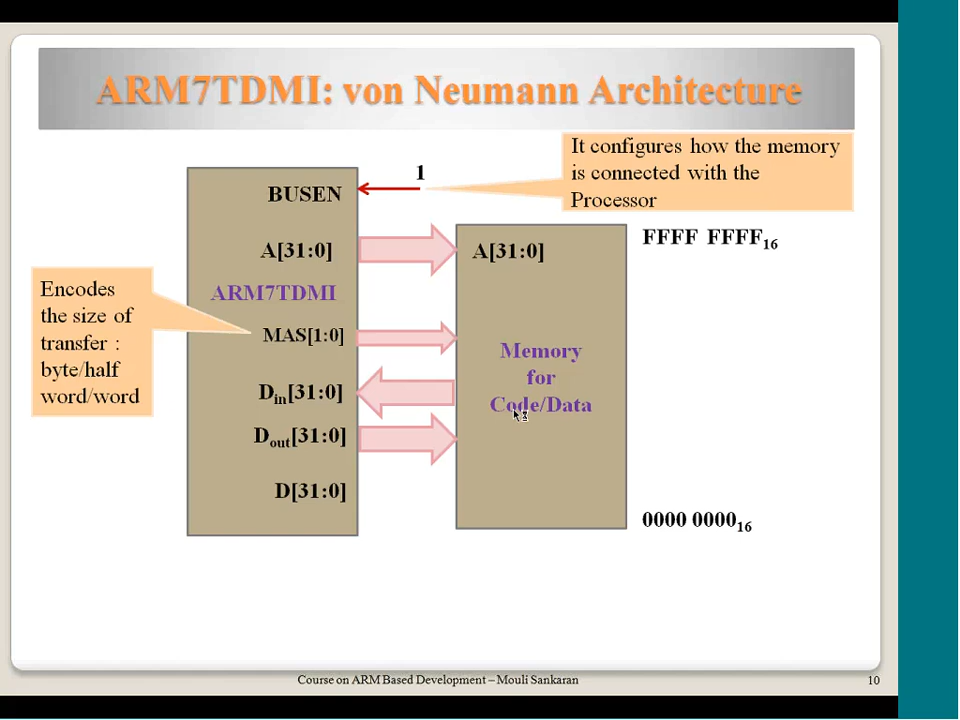 ARM7TDMI: von Neumann Architecture
It configures how the memory
is connected with the
Processor
1
BUSEN
FFFF FFFF16
A[31:0]
A[31:0]
ARM7TDMI
Encodes
the size of
transfer :
byte/half
word/word
MAS[1:0]
Memory
for
Code/Data
Din[31:0]
Dout[31:0]
D[31:0]
0000 000016
Course on ARM Based Development – Mouli Sankaran
10